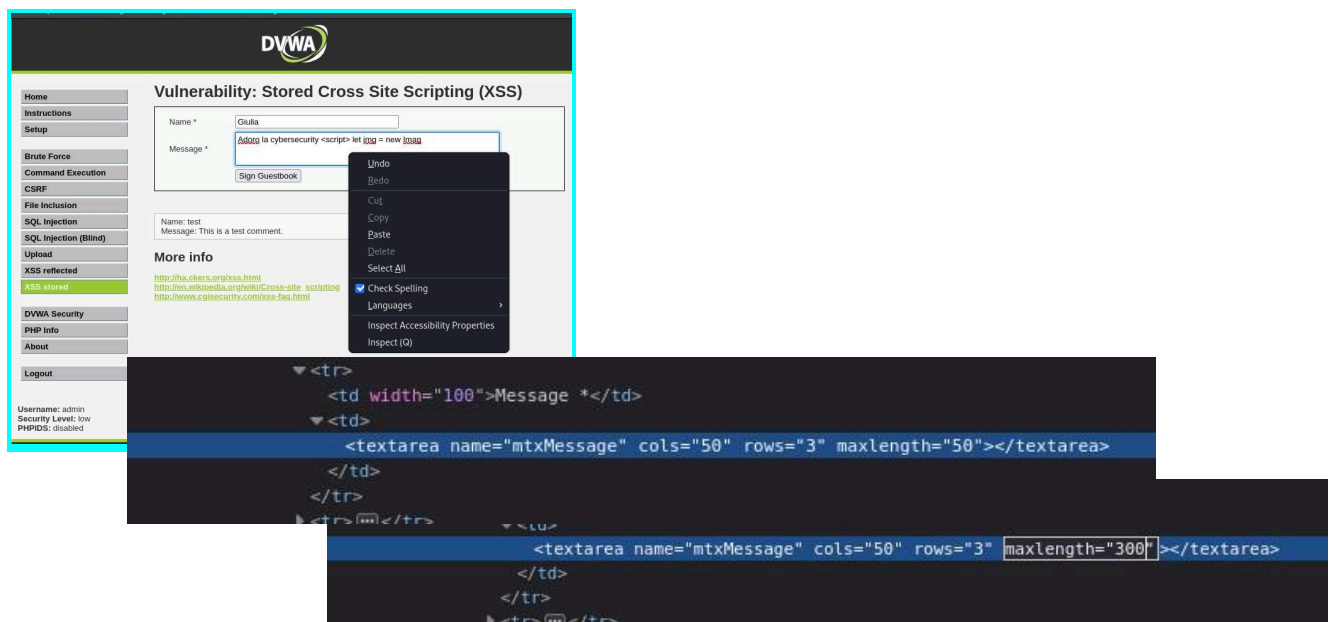 DVWA
Vulnerability: Stored Cross Site Scripting (XSS)
Home
Instructions
Setup
Brute Force
Command Execution
CSRF
File Inclusion
SQL Injection
SQL Injection (Blind)
Upload
XSS reflected
XSS stored
DVWA Security
PHP Info
About
Logout
Username: admin
Security Level: low
PHPIDS: disabled
Name *
Giulia
Message *
Adoro la cybersecurity <script> let img = new Imag
Sign Guestbook
Name: test
Message: This is a test comment.
More info
http://ha.ckers.org/xss.html
http://en.wikipedia.org/wiki/Cross-site_scripting
http://www.cgisecurity.com/xss-faq.html
Undo
Redo
Cut
Copy
Paste
Delete
Select All
Check Spelling
Languages
Inspect Accessibility Properties
Inspect (Q)
<tr>
<td width="100">Message *</td>
<td>
<textarea name="mtxMessage" cols="50" rows="3" maxlength="50"></textarea>
</td>
</tr>
<tr>···</tr>
<td>
<textarea name="mtxMessage" cols="50" rows="3" maxlength="300"></textarea>
</td>
</tr>
<tr>···</tr>